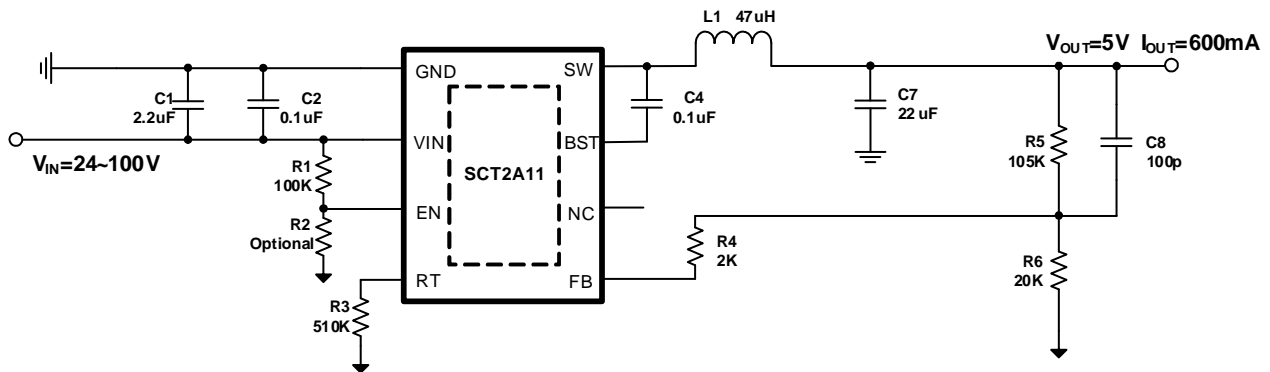 L1 47uH
VOUT=5V IOUT=600mA
GND
SW
C1
2.2uF
C2
0.1uF
C4
0.1uF
C7
22uF
VIN
BST
R5
105K
C8
100p
VIN=24~100V
R1
100K
SCT2A11
EN
NC
R2
Optional
R4
2K
RT
FB
R6
20K
R3
510K